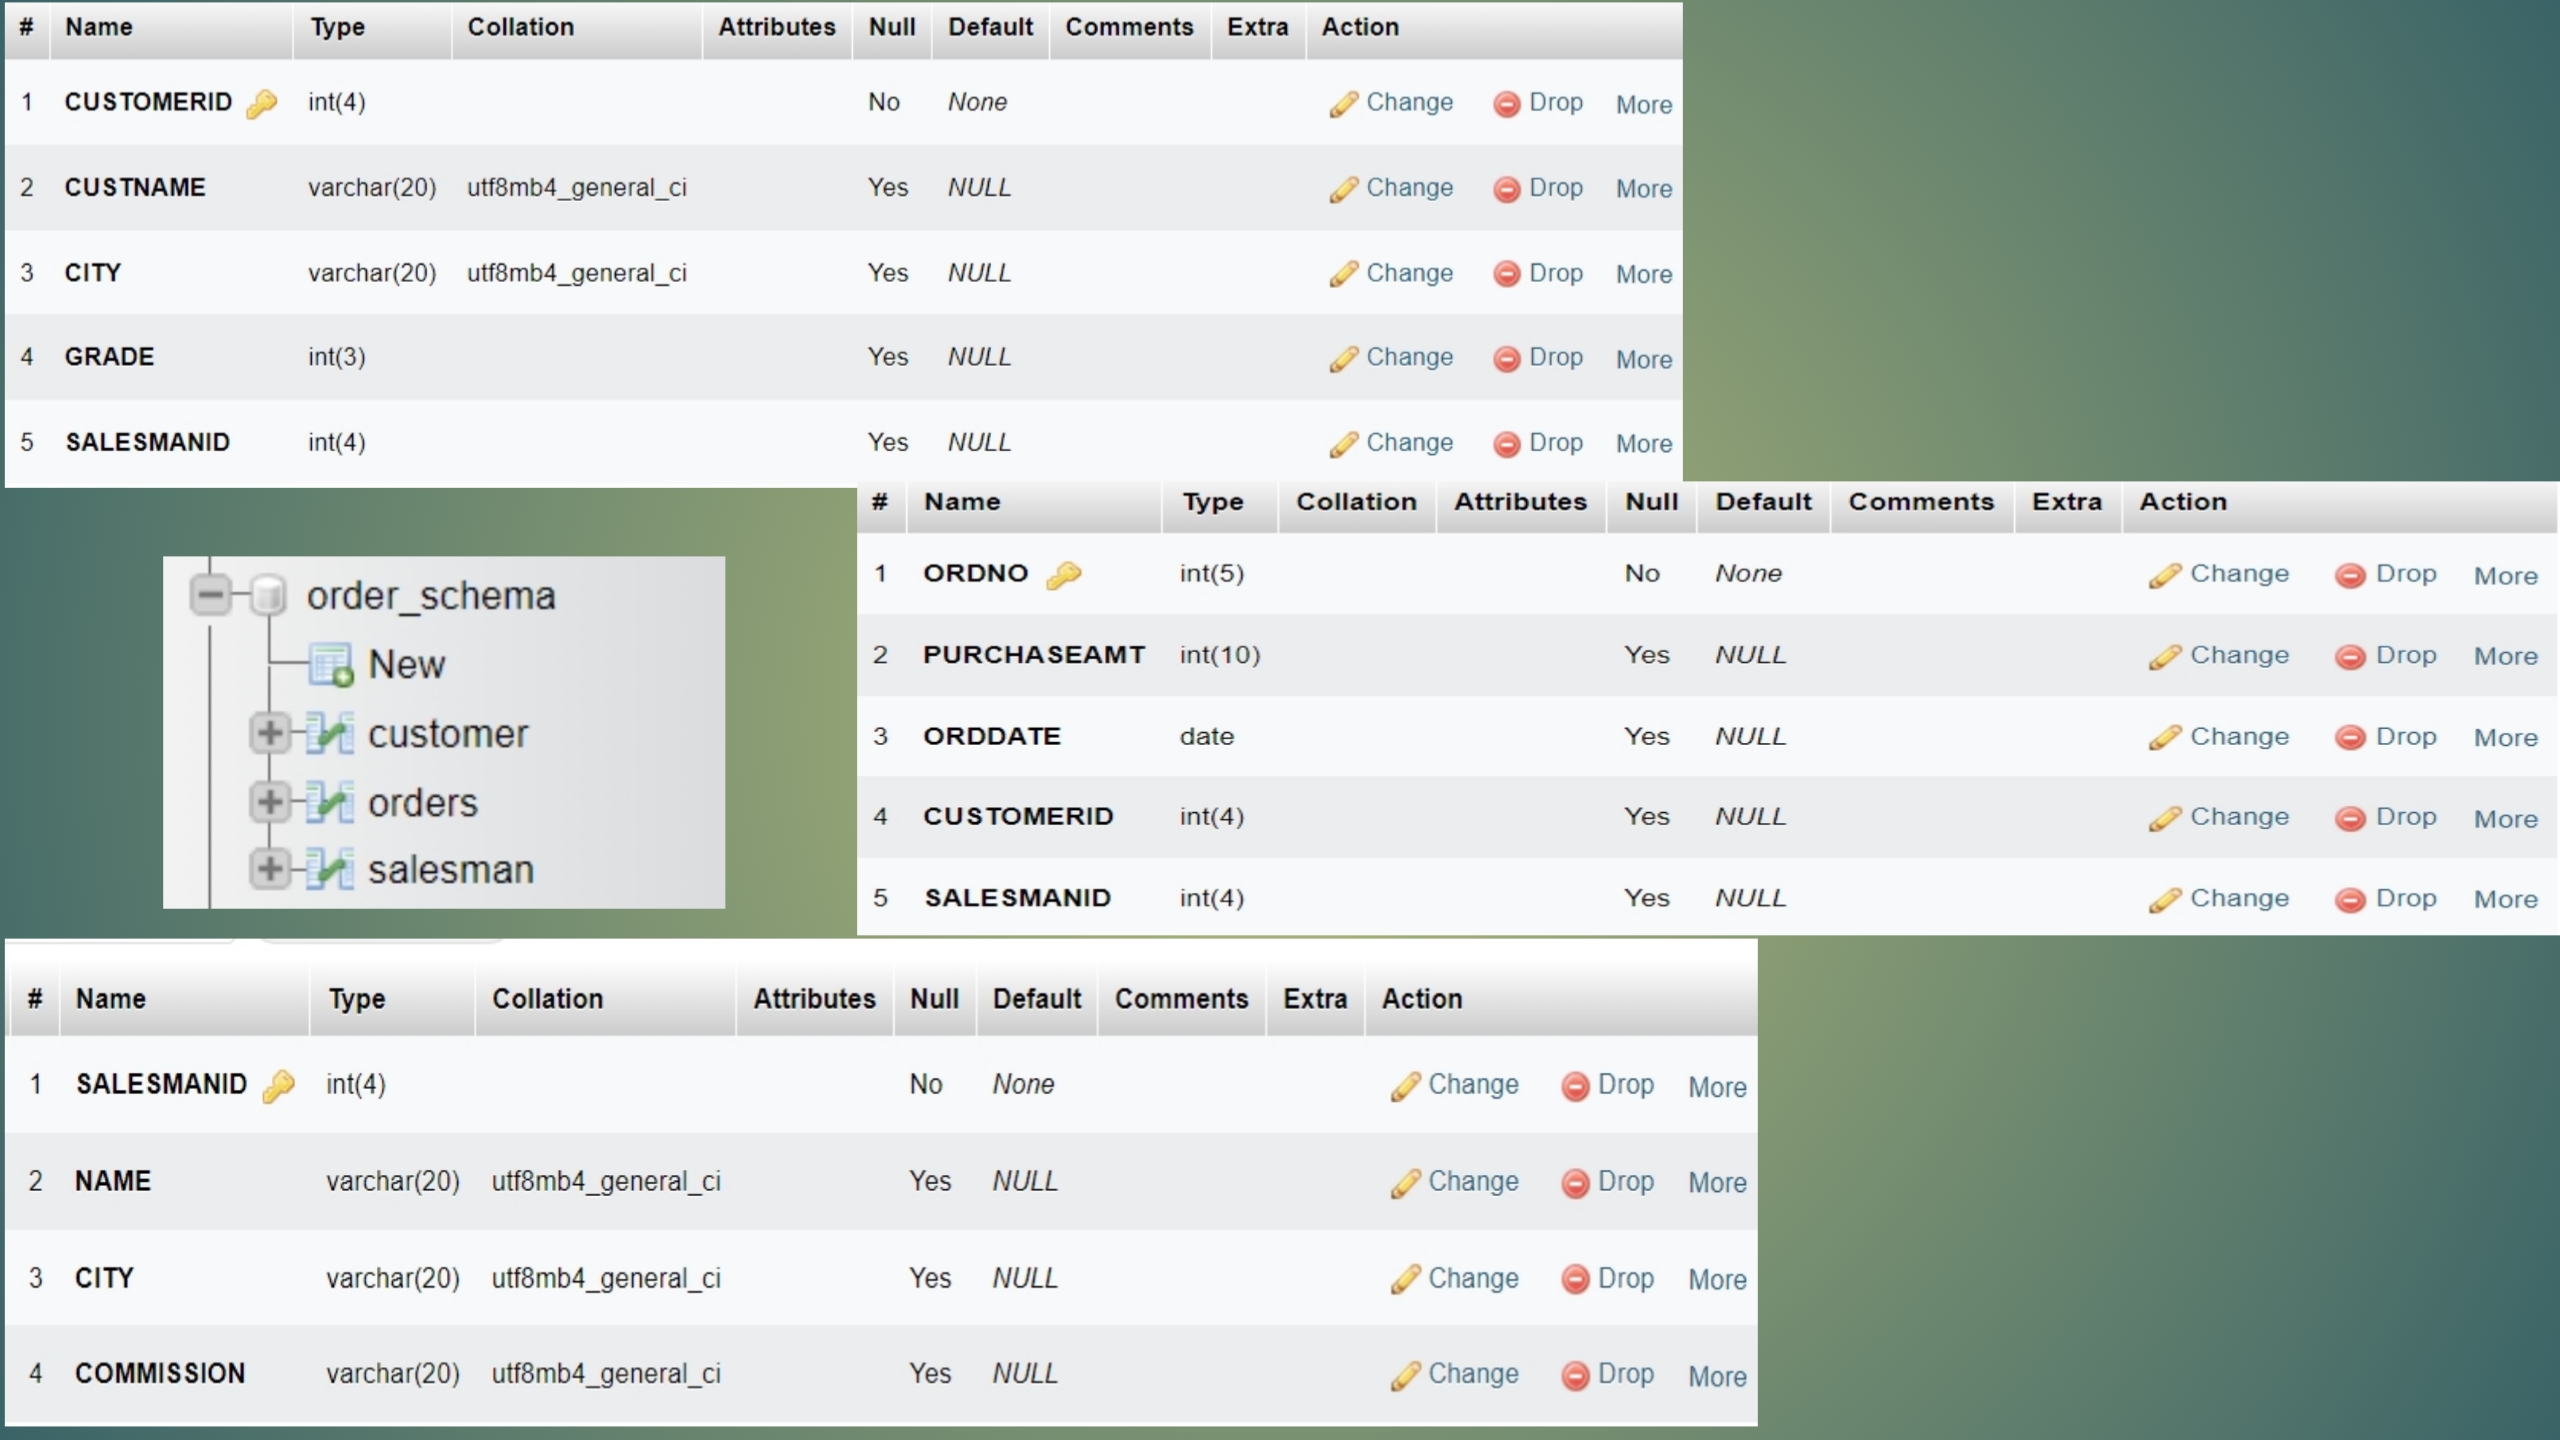 # Name Type Collation Attributes Null Default Comments Extra Action
1 CUSTOMERID int(4) No None Change Drop More
2 CUSTNAME varchar(20) utf8mb4_general_ci Yes NULL Change Drop More
3 CITY varchar(20) utf8mb4_general_ci Yes NULL Change Drop More
4 GRADE int(3) Yes NULL Change Drop More
5 SALESMANID int(4) Yes NULL Change Drop More
order_schema
New
customer
orders
salesman
# Name Type Collation Attributes Null Default Comments Extra Action
1 ORDNO int(5) No None Change Drop More
2 PURCHASEAMT int(10) Yes NULL Change Drop More
3 ORDDATE date Yes NULL Change Drop More
4 CUSTOMERID int(4) Yes NULL Change Drop More
5 SALESMANID int(4) Yes NULL Change Drop More
# Name Type Collation Attributes Null Default Comments Extra Action
1 SALESMANID int(4) No None Change Drop More
2 NAME varchar(20) utf8mb4_general_ci Yes NULL Change Drop More
3 CITY varchar(20) utf8mb4_general_ci Yes NULL Change Drop More
4 COMMISSION varchar(20) utf8mb4_general_ci Yes NULL Change Drop More